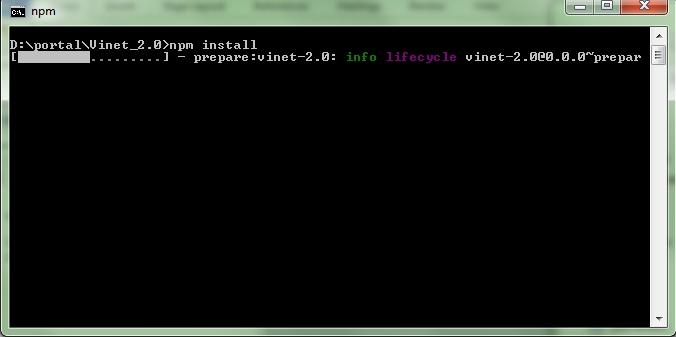 npm
D:\portal\Vinet_2.0>npm install
[         .........] - prepare:vinet-2.0: info lifecycle vinet-2.0@0.0.0~prepar